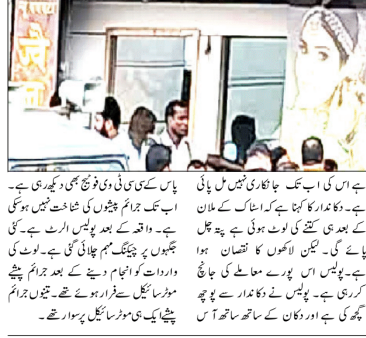 ہے اس کی اب تک جانکاری نہیں مل پائی
ہے۔ دکاندار کا کہنا ہے کہ اسٹاک کے ملان
کے بعد ہی کتنے کی لوٹ ہوئی ہے پتہ چل
پائے گی۔ لیکن لاکھوں کا نقصان ہوا
ہے۔ پولیس اس پورے معاملے کی جانچ
کر رہی ہے۔ پولیس نے دکاندار سے پوچھ
گچھ کی ہے اور دکان کے ساتھ ساتھ آس
پاس کے سی سی ٹی وی فوٹیج بھی دیکھ رہی ہے۔
اب تک جرائم پیشوں کی شناخت نہیں ہوسکی
ہے۔ واقعہ کے بعد پولیس الرٹ ہے۔ کئی
جگہوں پر چیکنگ مہم چلائی گئی ہے۔ لوٹ کی
واردات کو انجام دینے کے بعد جرائم پیشے
موٹر سائیکل سے فرار ہوئے تھے۔ تینوں جرائم
پیشے ایک ہی موٹر سائیکل پر سوار تھے۔